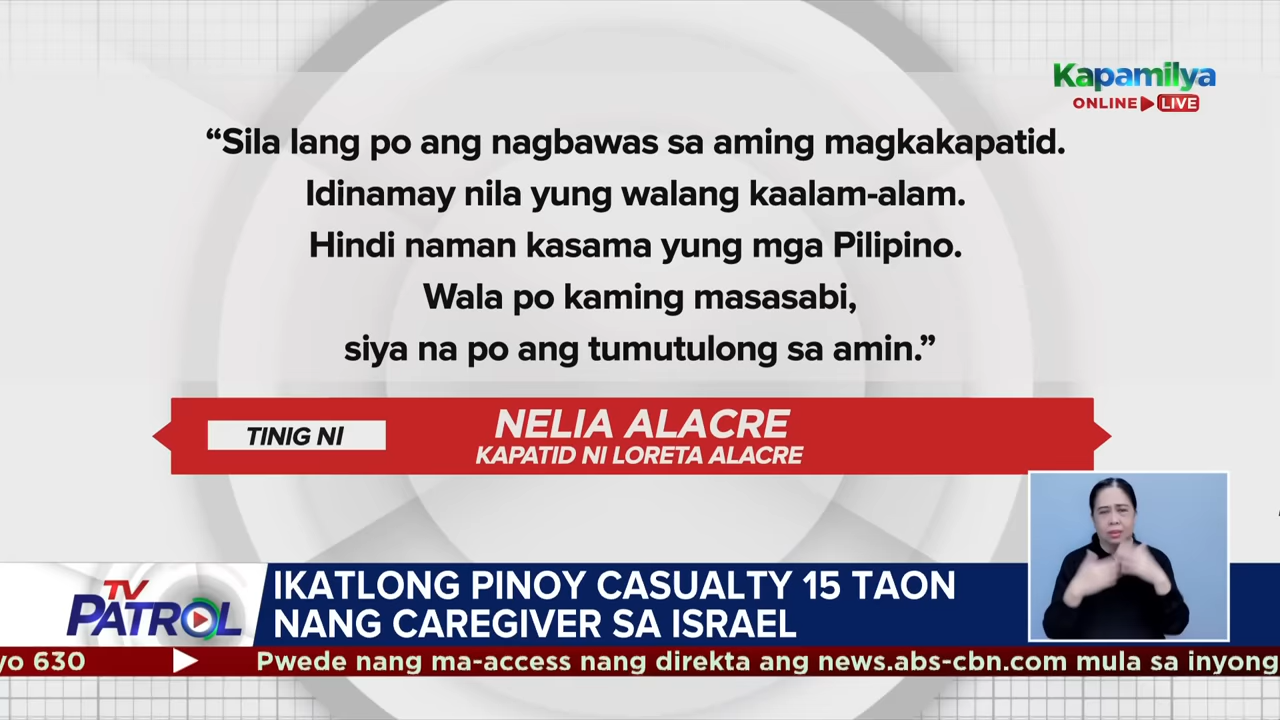 Kapamilya
ONLINE LIVE
“Sila lang po ang nagbawas sa aming magkakapatid.
Idinamay nila yung walang kaalam-alam.
Hindi naman kasama yung mga Pilipino.
Wala po kaming masasabi,
siya na po ang tumutulong sa amin.”
TINIG NI
NELIA ALACRE
KAPATID NI LORETA ALACRE
TV
PATROL
IKATLONG PINOY CASUALTY 15 TAON
NANG CAREGIVER SA ISRAEL
yo 630 Pwede nang ma-access nang direkta ang news.abs-cbn.com mula sa inyong